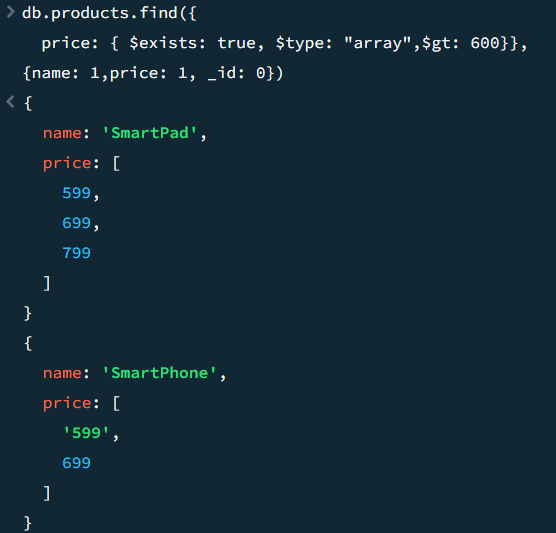 > db.products.find({
price: { $exists: true, $type: "array",$gt: 600}},
{name: 1,price: 1, _id: 0})
< {
name: 'SmartPad',
price: [
599,
699,
799
]
}
{
name: 'SmartPhone',
price: [
'599',
699
]
}